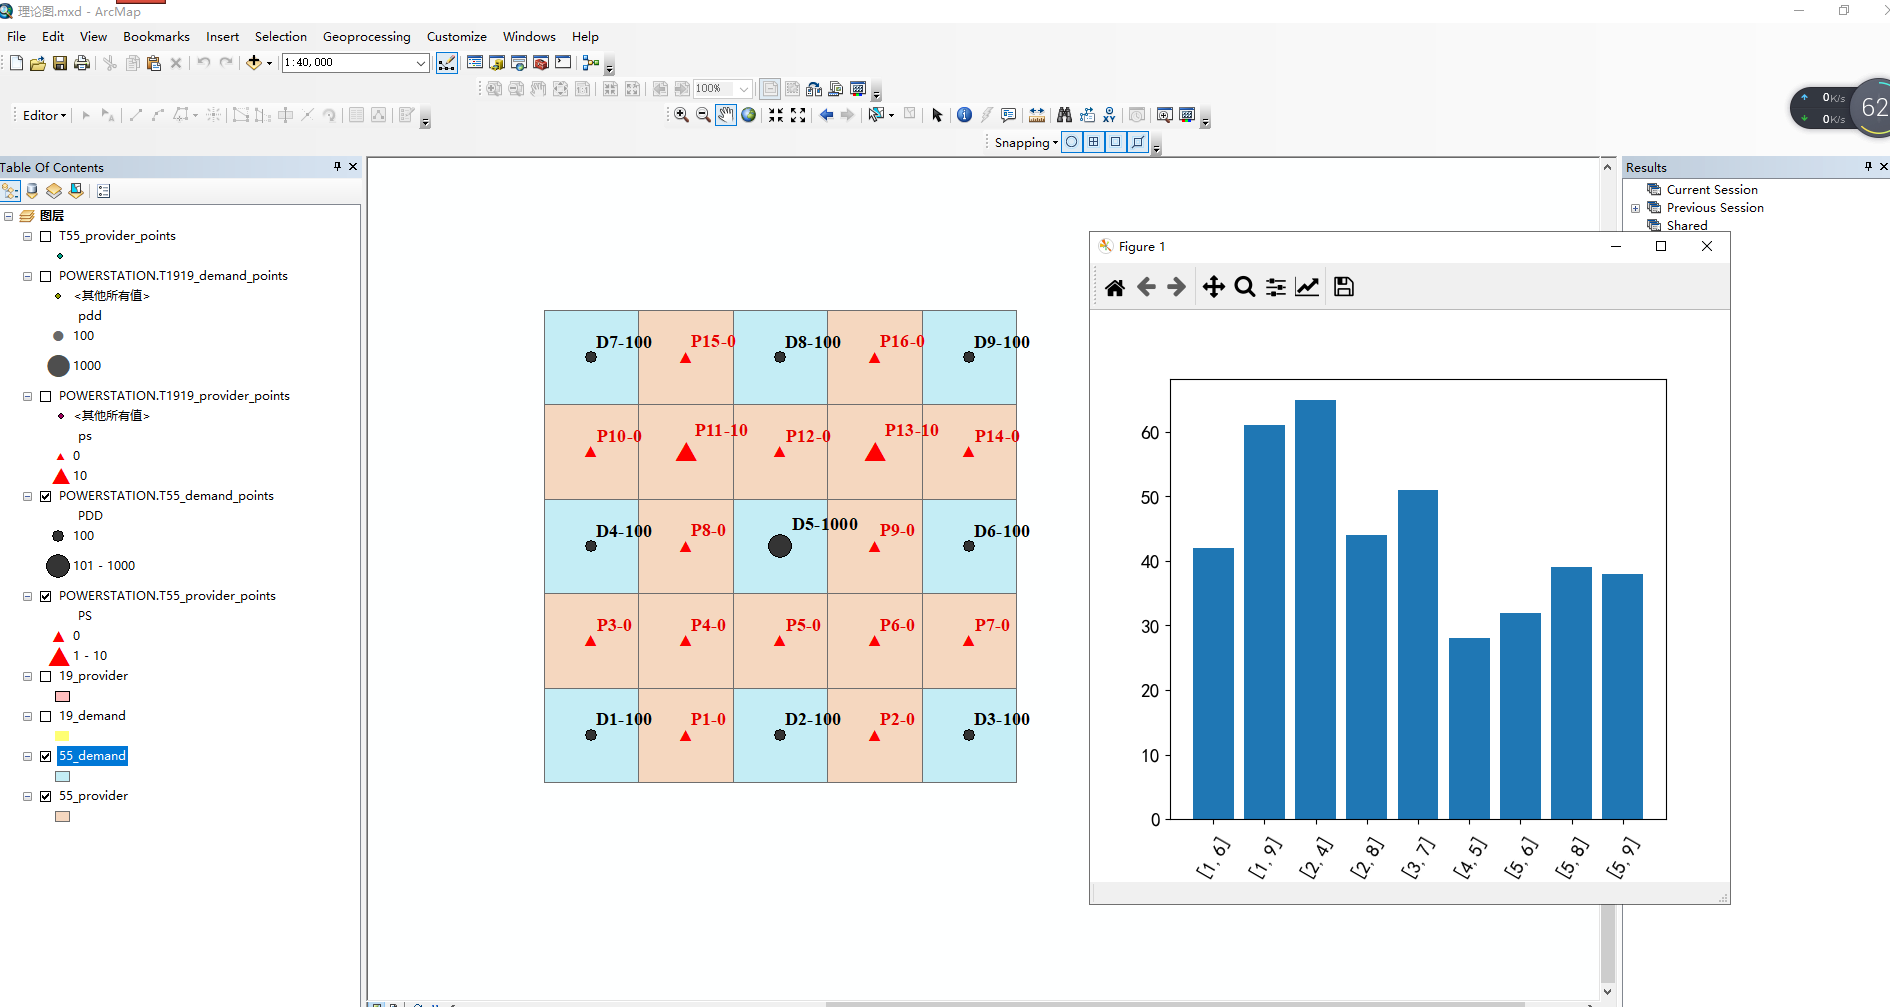 理论图.mxd - ArcMap
File Edit View Bookmarks Insert Selection Geoprocessing Customize Windows Help
1:40,000
100%
Editor
Snapping
0K/s
0K/s
62
Table Of Contents
图层
T55_provider_points
POWERSTATION.T1919_demand_points
<其他所有值>
pdd
100
1000
POWERSTATION.T1919_provider_points
<其他所有值>
ps
0
10
POWERSTATION.T55_demand_points
PDD
100
101 - 1000
POWERSTATION.T55_provider_points
PS
0
1 - 10
19_provider
19_demand
55_demand
55_provider
D7-100 P15-0 D8-100 P16-0 D9-100
P10-0 P11-10 P12-0 P13-10 P14-0
D4-100 P8-0 D5-1000 P9-0 D6-100
P3-0 P4-0 P5-0 P6-0 P7-0
D1-100 P1-0 D2-100 P2-0 D3-100
Results
Current Session
Previous Session
Shared
Figure 1
60
50
40
30
20
10
0
[1, 6] [1, 9] [2, 4] [2, 8] [3, 7] [4, 5] [5, 6] [5, 8] [5, 9]